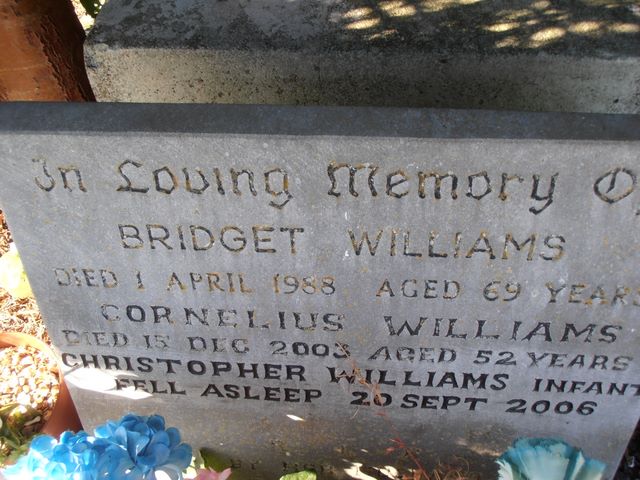 In Loving Memory Of
BRIDGET WILLIAMS
DIED 1 APRIL 1988 AGED 69 YEARS
CORNELIUS WILLIAMS
DIED 15 DEC 2003 AGED 52 YEARS
CHRISTOPHER WILLIAMS INFANT
FELL ASLEEP 20 SEPT 2006